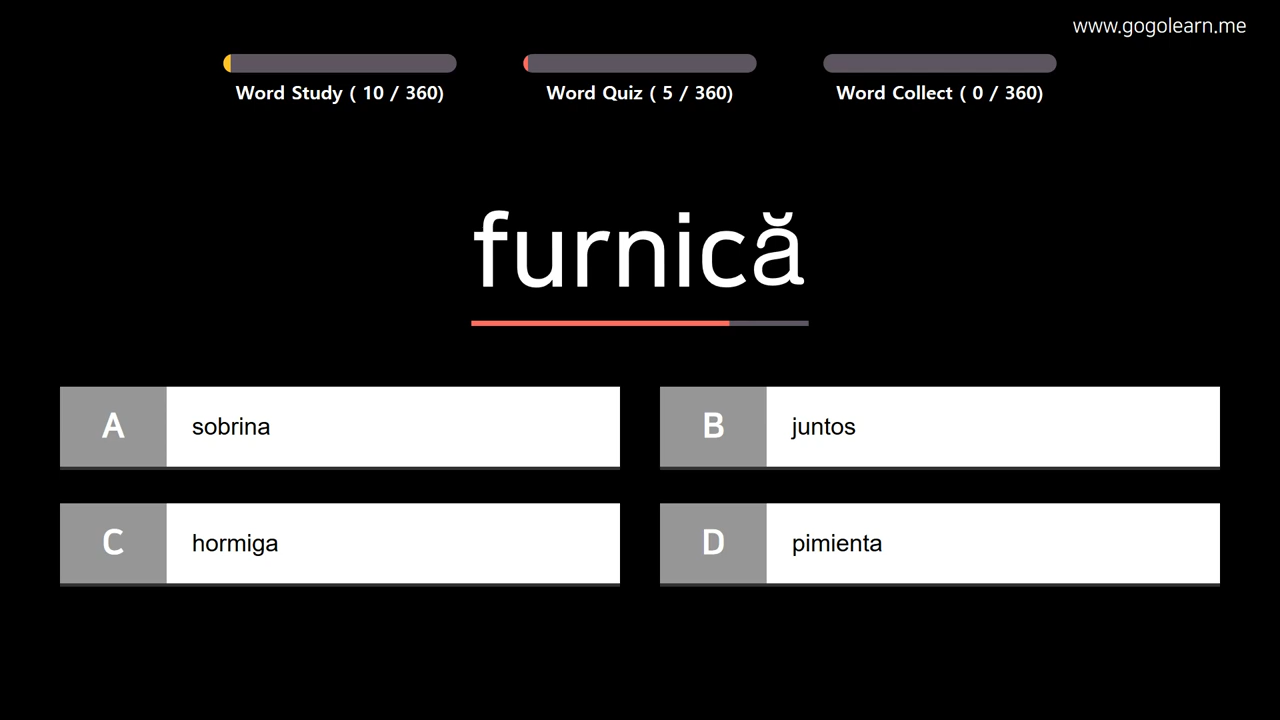 www.gogolearn.me
Word Study ( 10 / 360)
Word Quiz ( 5 / 360)
Word Collect ( 0 / 360)
furnică
A sobrina
B juntos
C hormiga
D pimienta